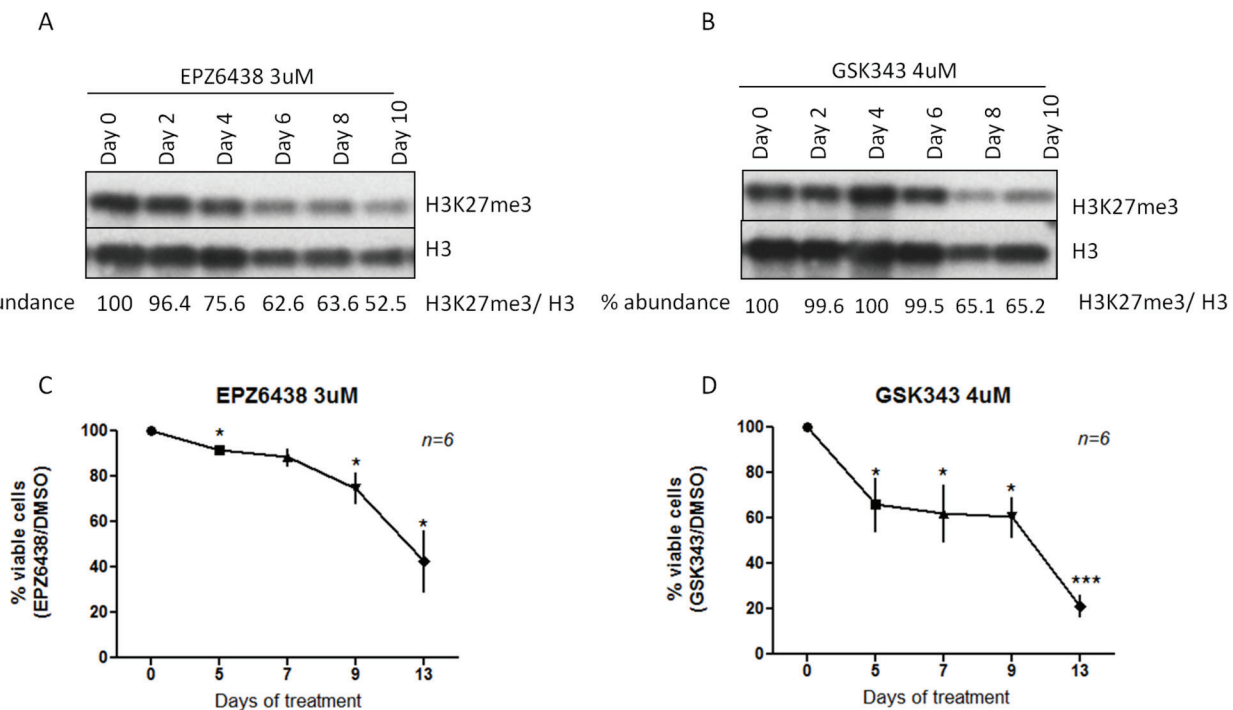 A
EPZ6438 3uM
Day 0 Day 2 Day 4 Day 6 Day 8 Day 10
H3K27me3
H3
undance 100 96.4 75.6 62.6 63.6 52.5 H3K27me3/ H3
B
GSK343 4uM
Day 0 Day 2 Day 4 Day 6 Day 8 Day 10
H3K27me3
H3
% abundance 100 99.6 100 99.5 65.1 65.2 H3K27me3/ H3
C
EPZ6438 3uM
n=6
% viable cells
(EPZ6438/DMSO)
100
80
60
40
20
0
* * *
0 5 7 9 13
Days of treatment
D
GSK343 4uM
n=6
% viable cells
(GSK343/DMSO)
100
80
60
40
20
0
* * * ***
0 5 7 9 13
Days of treatment